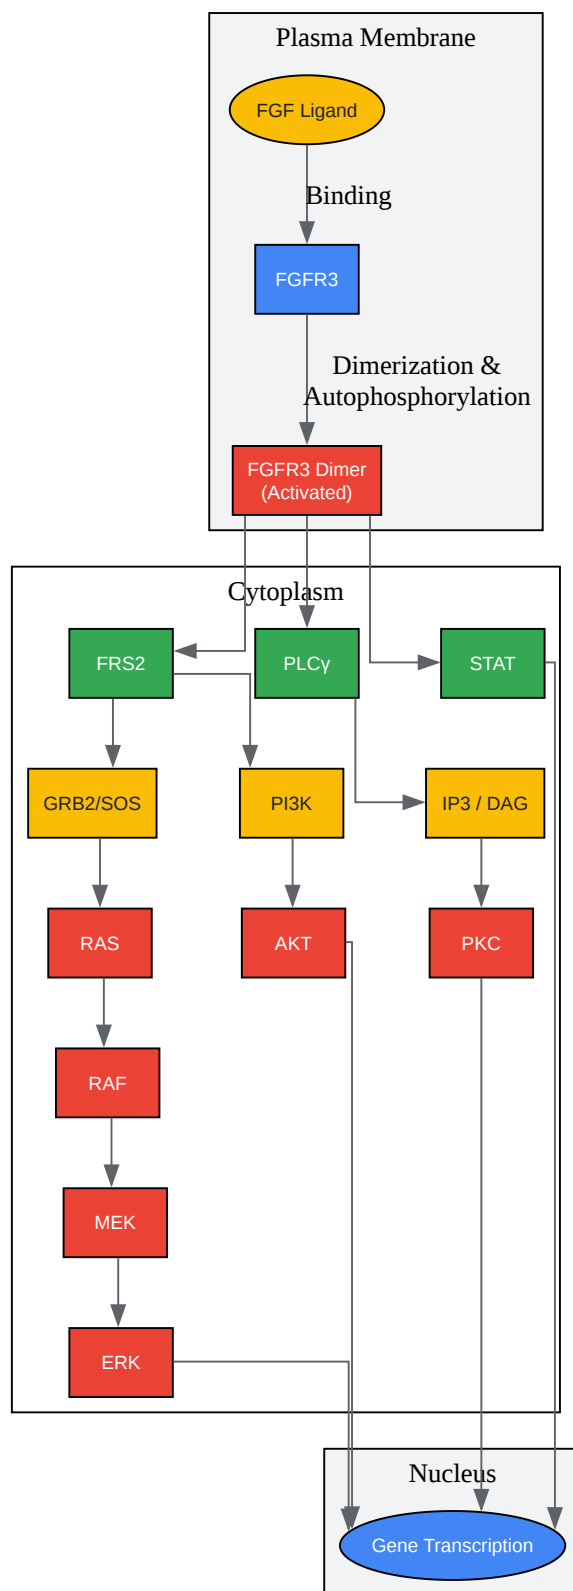 Plasma Membrane
FGF Ligand
Binding
FGFR3
Dimerization &
Autophosphorylation
FGFR3 Dimer
(Activated)
Cytoplasm
FRS2
PLCγ
STAT
GRB2/SOS
PI3K
IP3 / DAG
RAS
AKT
PKC
RAF
MEK
ERK
Nucleus
Gene Transcription